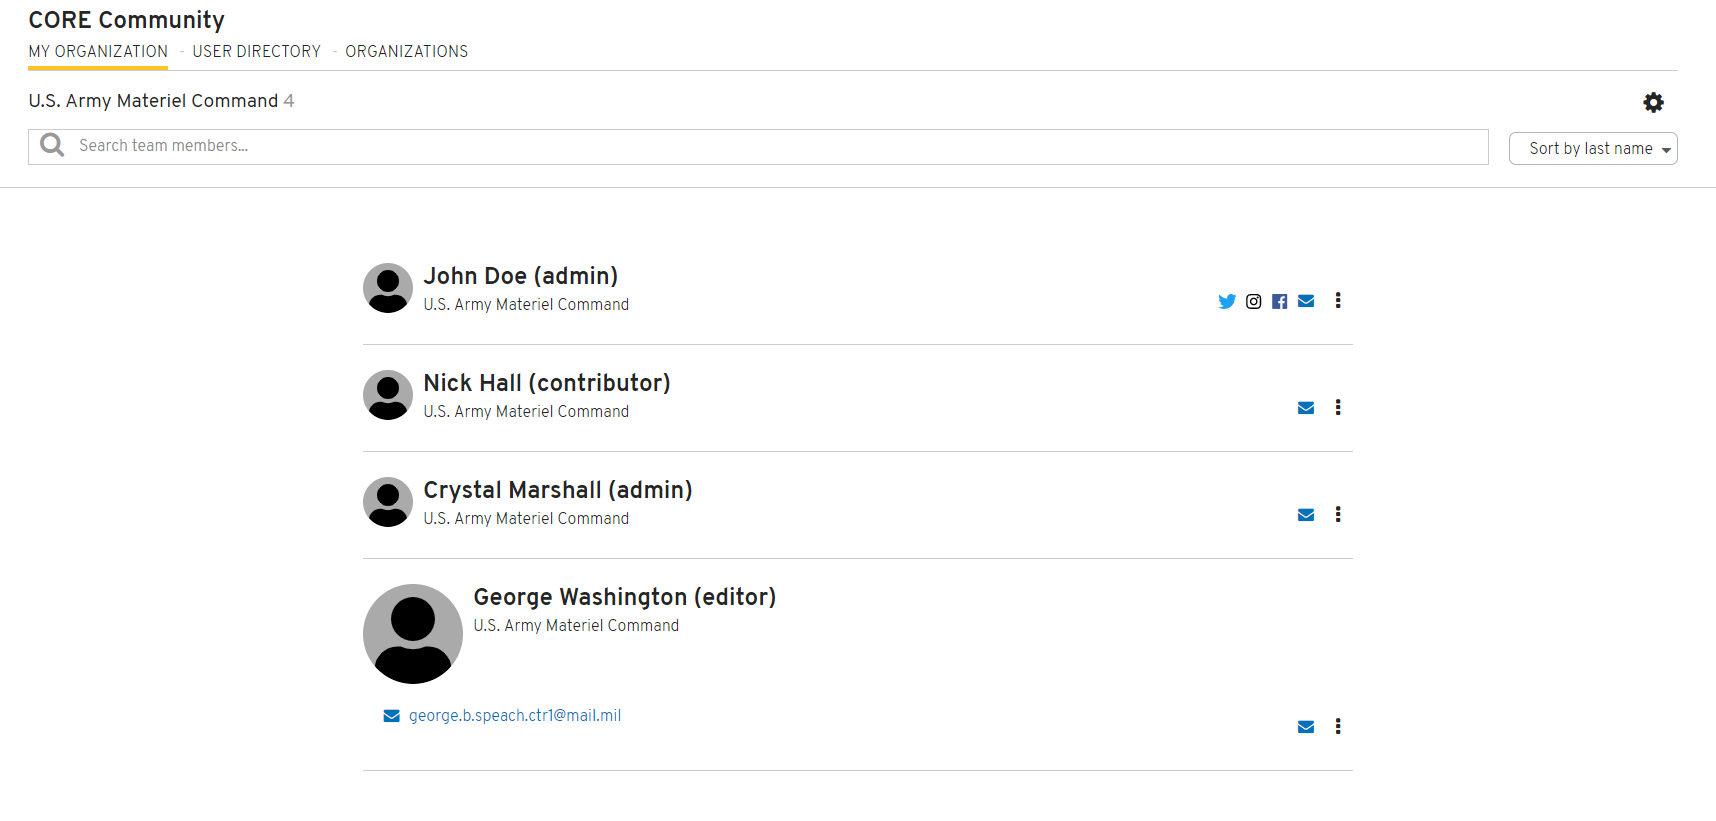 CORE Community
MY ORGANIZATION - USER DIRECTORY - ORGANIZATIONS
U.S. Army Materiel Command 4
Search team members...
Sort by last name
John Doe (admin)
U.S. Army Materiel Command
Nick Hall (contributor)
U.S. Army Materiel Command
Crystal Marshall (admin)
U.S. Army Materiel Command
George Washington (editor)
U.S. Army Materiel Command
george.b.speach.ctr1@mail.mil